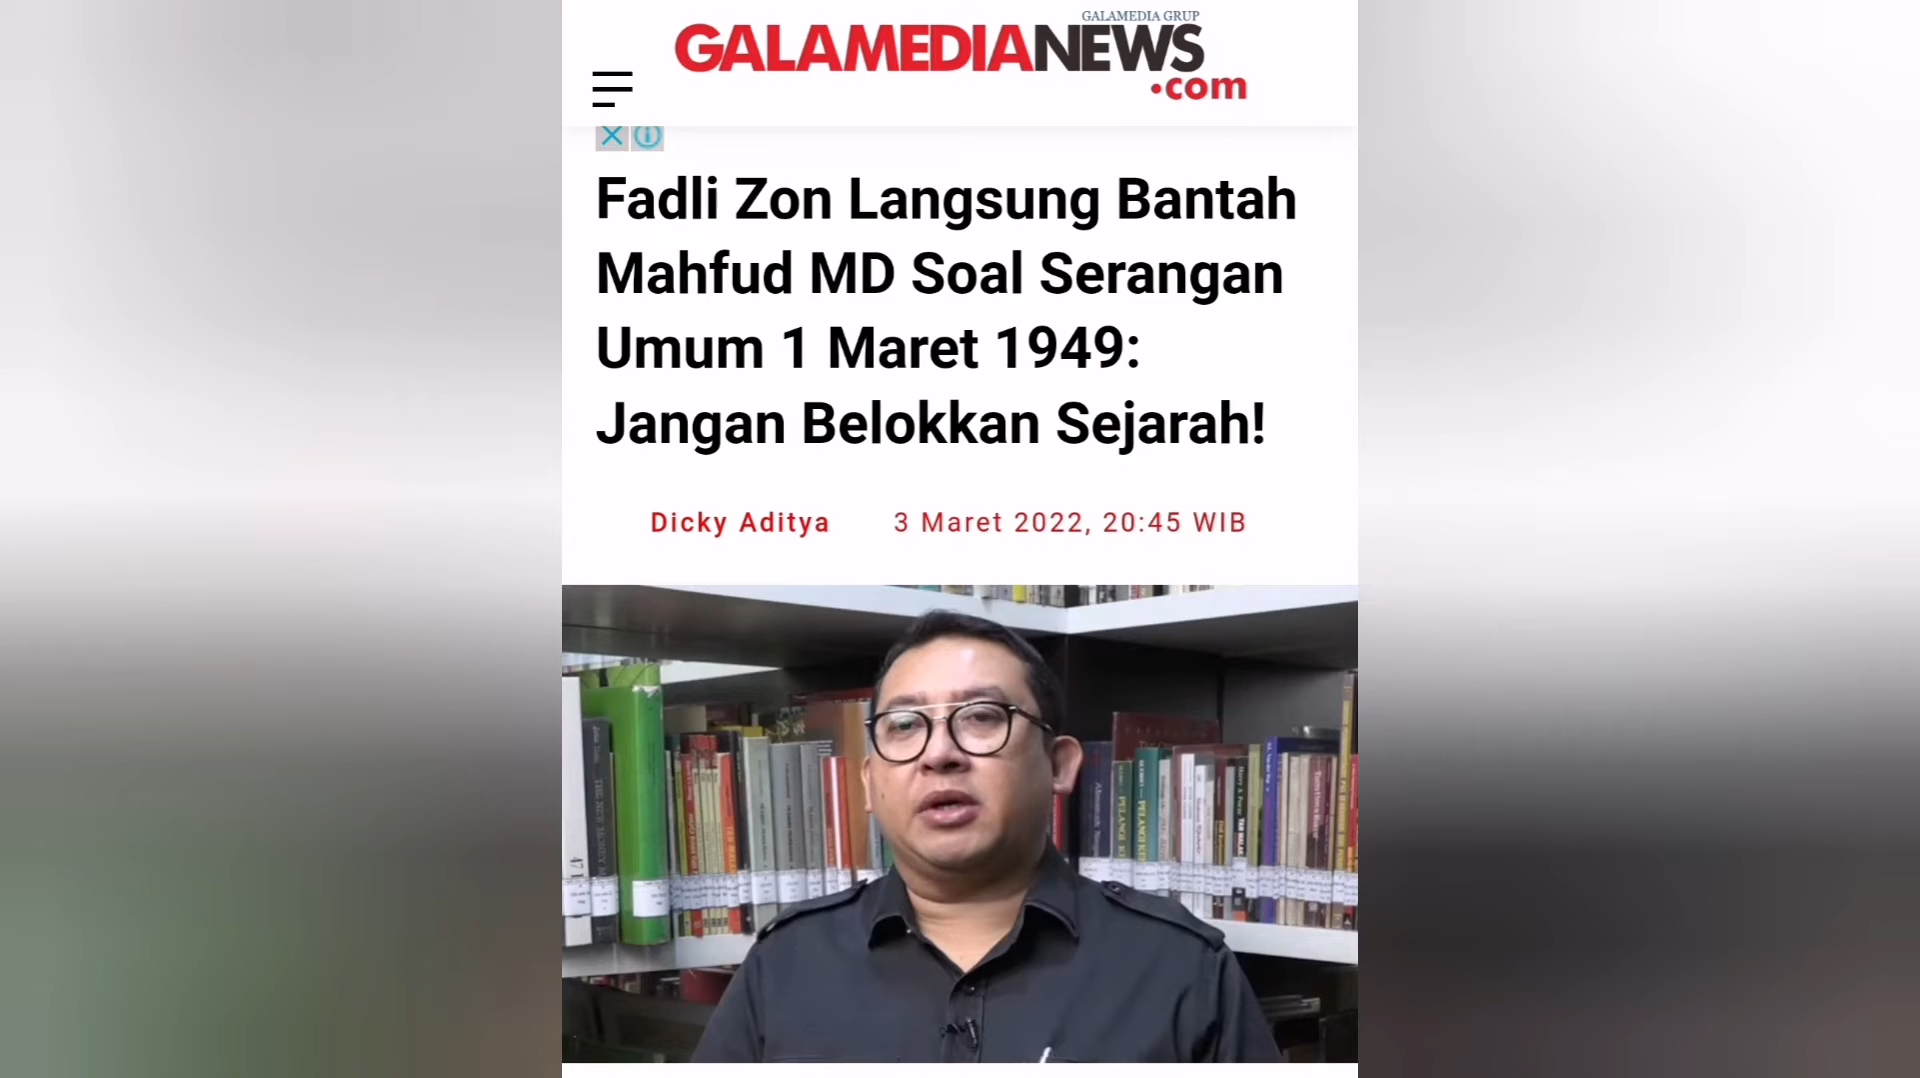 GALAMEDIA GRUP
GALAMEDIANEWS
.com
Fadli Zon Langsung Bantah
Mahfud MD Soal Serangan
Umum 1 Maret 1949:
Jangan Belokkan Sejarah!
Dicky Aditya 3 Maret 2022, 20:45 WIB